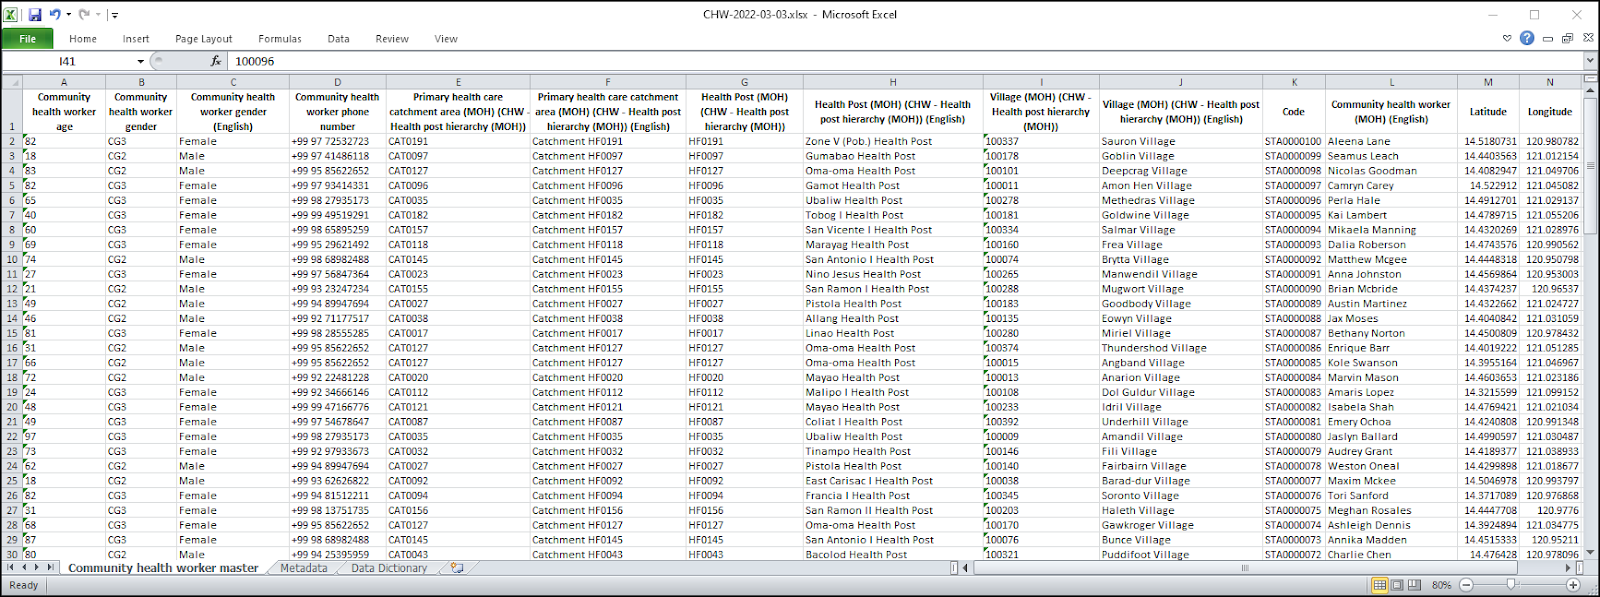 CHW-2022-03-03.xlsx - Microsoft Excel
File Home Insert Page Layout Formulas Data Review View
I41 fx 100096
A B C D E F G H I J K L M N
1 Community health worker age Community health worker gender Community health worker gender (English) Community health worker phone number Primary health care catchment area (MOH) (CHW - Health post hierarchy (MOH)) Primary health care catchment area (MOH) (CHW - Health post hierarchy (MOH)) (English) Health Post (MOH) (CHW - Health post hierarchy (MOH)) Health Post (MOH) (CHW - Health post hierarchy (MOH)) (English) Village (MOH) (CHW - Health post hierarchy (MOH)) Village (MOH) (CHW - Health post hierarchy (MOH)) (English) Code Community health worker (MOH) (English) Latitude Longitude
2 82 CG3 Female +99 97 72532723 CAT0191 Catchment HF0191 HF0191 Zone V (Pob.) Health Post 100337 Sauron Village STA0000100 Aleena Lane 14.5180731 120.980782
3 18 CG2 Male +99 97 41486118 CAT0097 Catchment HF0097 HF0097 Gumabao Health Post 100178 Goblin Village STA0000099 Seamus Leach 14.4403563 121.012154
4 83 CG2 Male +99 95 85622652 CAT0127 Catchment HF0127 HF0127 Oma-oma Health Post 100101 Deepcrag Village STA0000098 Nicolas Goodman 14.4082947 121.049706
5 82 CG3 Female +99 97 93414331 CAT0096 Catchment HF0096 HF0096 Gamot Health Post 100011 Amon Hen Village STA0000097 Camryn Carey 14.522912 121.045082
6 65 CG3 Female +99 98 27935173 CAT0035 Catchment HF0035 HF0035 Ubaliw Health Post 100278 Methedras Village STA0000096 Perla Hale 14.4912701 121.029137
7 40 CG3 Female +99 99 49519291 CAT0182 Catchment HF0182 HF0182 Tobog I Health Post 100181 Goldwine Village STA0000095 Kai Lambert 14.4789715 121.055206
8 60 CG3 Female +99 98 65895259 CAT0157 Catchment HF0157 HF0157 San Vicente I Health Post 100334 Salmar Village STA0000094 Mikaela Manning 14.4320269 121.028976
9 69 CG3 Female +99 95 29621492 CAT0118 Catchment HF0118 HF0118 Marayag Health Post 100160 Frea Village STA0000093 Dalia Roberson 14.4743576 120.990562
10 74 CG2 Male +99 98 68982488 CAT0145 Catchment HF0145 HF0145 San Antonio I Health Post 100074 Brytta Village STA0000092 Matthew Mcgee 14.4448318 120.950798
11 27 CG3 Female +99 97 56847364 CAT0023 Catchment HF0023 HF0023 Nino Jesus Health Post 100265 Manwendil Village STA0000091 Anna Johnston 14.4569864 120.953003
12 21 CG2 Male +99 93 23247234 CAT0155 Catchment HF0155 HF0155 San Ramon I Health Post 100288 Mugwort Village STA0000090 Brian Mcbride 14.4374237 120.96537
13 49 CG2 Male +99 94 89947694 CAT0027 Catchment HF0027 HF0027 Pistola Health Post 100183 Goodbody Village STA0000089 Austin Martinez 14.4322662 121.024727
14 46 CG2 Male +99 92 71177517 CAT0038 Catchment HF0038 HF0038 Allang Health Post 100135 Eowyn Village STA0000088 Jax Moses 14.4040842 121.031059
15 81 CG3 Female +99 98 28555285 CAT0017 Catchment HF0017 HF0017 Linao Health Post 100280 Miriel Village STA0000087 Bethany Norton 14.4500809 120.978432
16 31 CG2 Male +99 95 85622652 CAT0127 Catchment HF0127 HF0127 Oma-oma Health Post 100374 Thundershod Village STA0000086 Enrique Barr 14.4019222 121.051285
17 66 CG2 Male +99 95 85622652 CAT0127 Catchment HF0127 HF0127 Oma-oma Health Post 100015 Angband Village STA0000085 Kole Swanson 14.3955164 121.046967
18 72 CG2 Male +99 92 22481228 CAT0020 Catchment HF0020 HF0020 Mayao Health Post 100013 Anarion Village STA0000084 Marvin Mason 14.4603653 121.023186
19 24 CG3 Female +99 92 34666146 CAT0112 Catchment HF0112 HF0112 Malipo I Health Post 100108 Dol Guldur Village STA0000083 Amaris Lopez 14.3215599 121.099152
20 48 CG3 Female +99 99 47166776 CAT0121 Catchment HF0121 HF0121 Mayao Health Post 100233 Idril Village STA0000082 Isabela Shah 14.4769421 121.021034
21 49 CG3 Female +99 97 54678647 CAT0087 Catchment HF0087 HF0087 Coliat I Health Post 100392 Underhill Village STA0000081 Emery Ochoa 14.4240808 120.991348
22 97 CG3 Female +99 98 27935173 CAT0035 Catchment HF0035 HF0035 Ubaliw Health Post 100009 Amandil Village STA0000080 Jaslyn Ballard 14.4990597 121.030487
23 73 CG3 Female +99 92 97933673 CAT0032 Catchment HF0032 HF0032 Tinampo Health Post 100146 Fili Village STA0000079 Audrey Grant 14.4189377 121.038933
24 62 CG2 Male +99 94 89947694 CAT0027 Catchment HF0027 HF0027 Pistola Health Post 100140 Fairbairn Village STA0000078 Weston Oneal 14.4299898 121.018677
25 18 CG2 Male +99 93 62626822 CAT0092 Catchment HF0092 HF0092 East Carisac I Health Post 100038 Barad-dur Village STA0000077 Maxim Mckee 14.5046978 120.993797
26 82 CG3 Female +99 94 81512211 CAT0094 Catchment HF0094 HF0094 Francia I Health Post 100345 Soronto Village STA0000076 Tori Sanford 14.3717089 120.976868
27 31 CG3 Female +99 98 13751735 CAT0156 Catchment HF0156 HF0156 San Ramon II Health Post 100203 Haleth Village STA0000075 Meghan Rosales 14.4447708 120.9776
28 68 CG3 Female +99 95 85622652 CAT0127 Catchment HF0127 HF0127 Oma-oma Health Post 100170 Gawkroger Village STA0000074 Ashleigh Dennis 14.3924894 121.034775
29 87 CG3 Female +99 98 68982488 CAT0145 Catchment HF0145 HF0145 San Antonio I Health Post 100076 Bunce Village STA0000073 Annika Madden 14.4515333 120.95211
30 80 CG2 Male +99 94 25395959 CAT0043 Catchment HF0043 HF0043 Bacolod Health Post 100321 Puddifoot Village STA0000072 Charlie Chen 14.476428 120.978096
Community health worker master Metadata Data Dictionary
Ready 80%